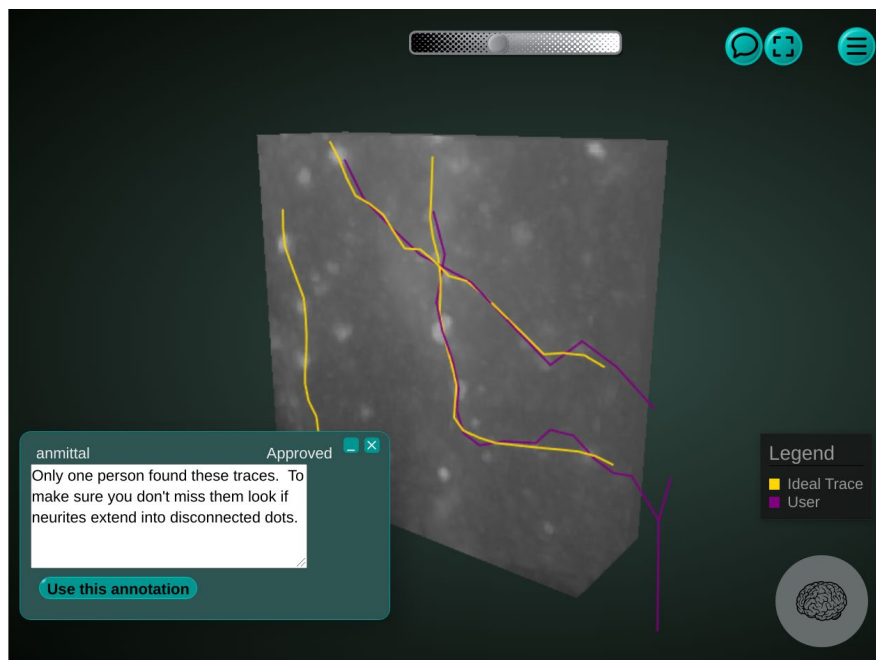 anmittal
Approved
Only one person found these traces. To
make sure you don't miss them look if
neurites extend into disconnected dots.
Use this annotation
Legend
Ideal Trace
User